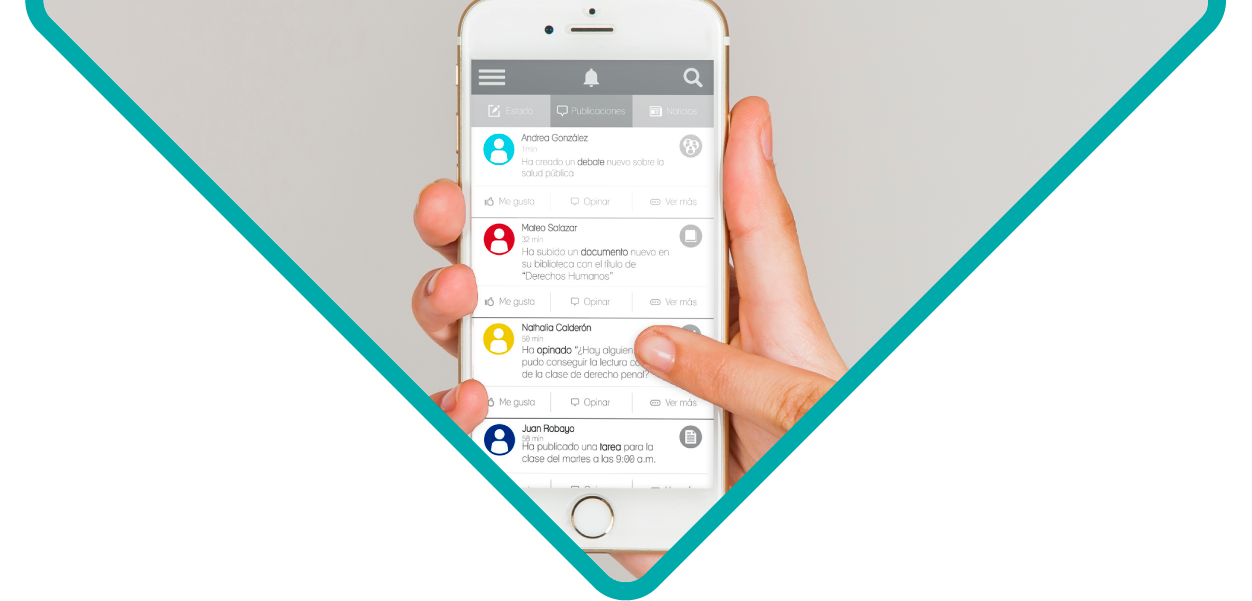 Estado Publicaciones Noticias
Andrea González
1min
Ha creado un debate nuevo sobre la
salud pública
Me gusta Opinar Ver más
Mateo Salazar
32 min
Ha subido un documento nuevo en
su biblioteca con el título de
"Derechos Humanos"
Me gusta Opinar Ver más
Nathalia Calderón
58 min
Ha opinado "¿Hay alguien
pudo conseguir la lectura
de la clase de derecho penal?
Me gusta Opinar Ver más
Juan Robayo
58 min
Ha publicado una tarea para la
clase del martes a las 9:00 a.m.